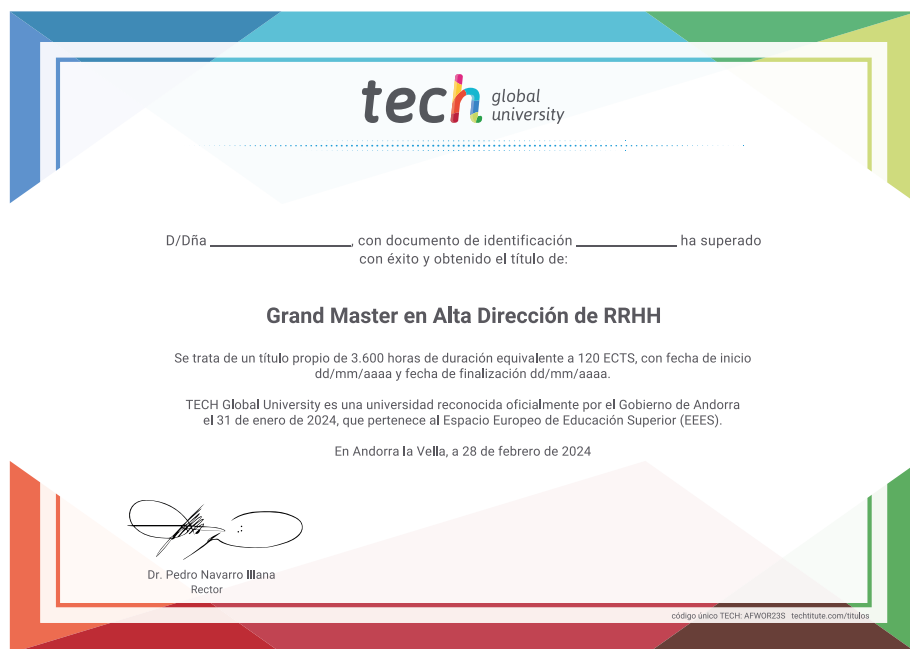 tech global university
D/Dña ____________________, con documento de identificación ______________ ha superado
con éxito y obtenido el título de:
Grand Master en Alta Dirección de RRHH
Se trata de un título propio de 3.600 horas de duración equivalente a 120 ECTS, con fecha de inicio
dd/mm/aaaa y fecha de finalización dd/mm/aaaa.
TECH Global University es una universidad reconocida oficialmente por el Gobierno de Andorra
el 31 de enero de 2024, que pertenece al Espacio Europeo de Educación Superior (EEES).
En Andorra la Vella, a 28 de febrero de 2024
Dr. Pedro Navarro Illana
Rector
código único TECH: AFWOR23S techtitute.com/titulos